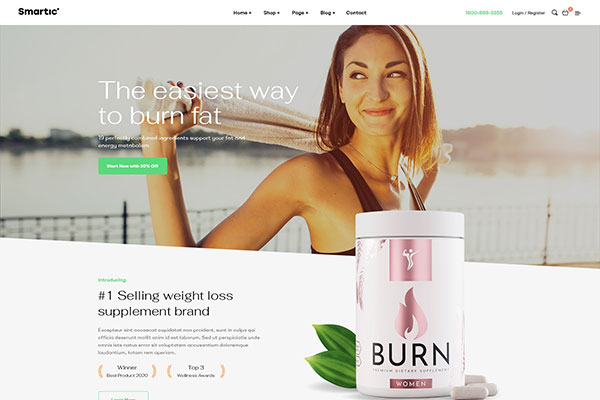 Smartic
Home Shop Page Blog Contact
1800-888-3355 Login / Register
The easiest way
to burn fat
19 perfectly combined ingredients support your fat and
energy metabolism.
Start Now with 30% Off
Introducing.
#1 Selling weight loss
supplement brand
Excepteur sint occaecat cupidatat non proident, sunt in culpa qui
officia deserunt mollit anim id est laborum. Sed ut perspiciatis unde
omnis iste natus error sit voluptatem accusantium doloremque
laudantium, totam rem aperiam.
Winner
Best Product 2020
Top 3
Wellness Awards
BURN
PREMIUM DIETARY SUPPLEMENT
WOMEN
Learn More